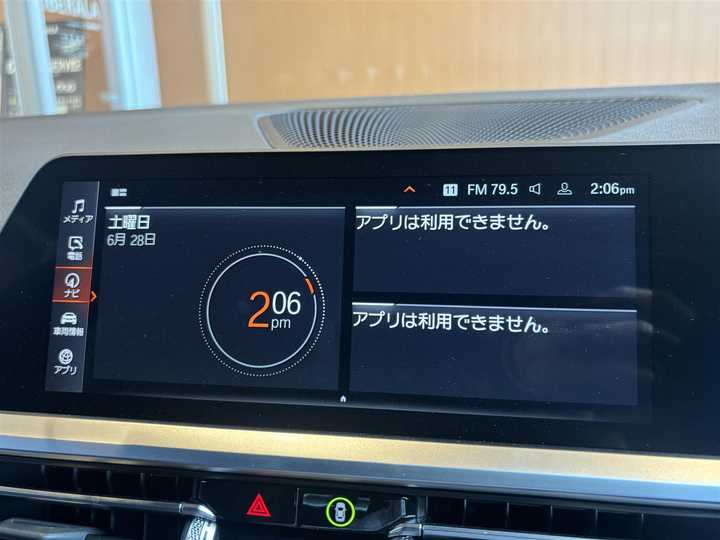 11 FM 79.5 2:06pm
メディア
電話
ナビ
車両情報
アプリ
土曜日
6月 28日
2 06
pm
アプリは利用できません。
アプリは利用できません。